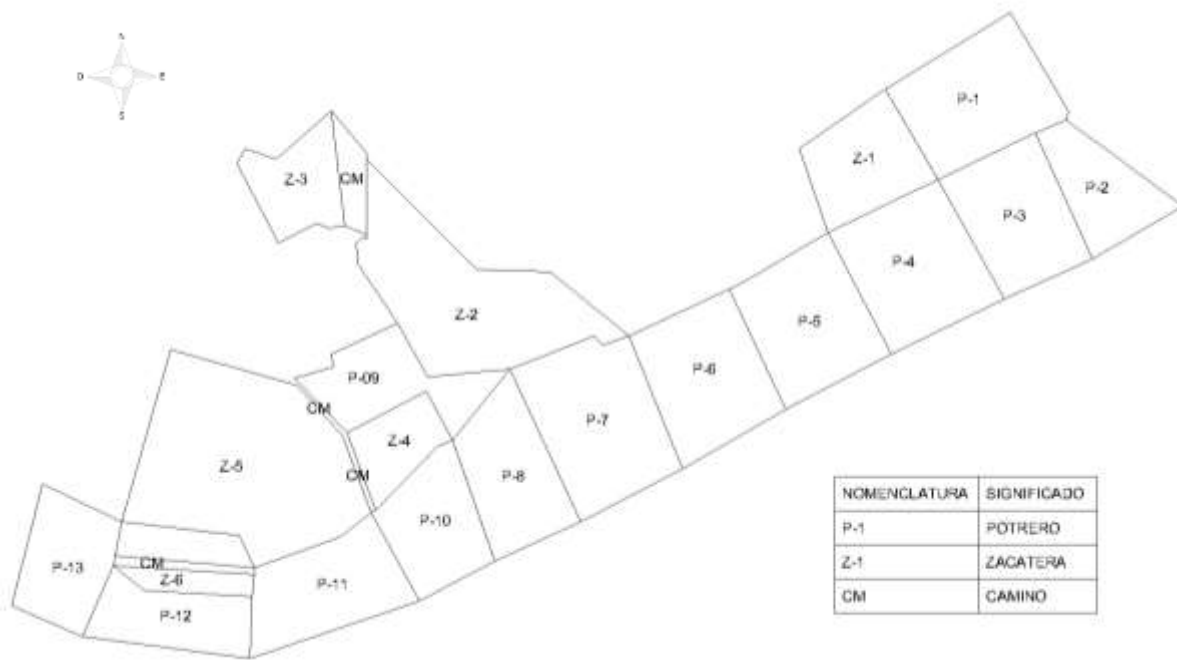 N
O E
S
P-1
Z-1
P-2
Z-3
CM
P-3
P-4
Z-2
P-5
P-6
P-09
CM
P-7
Z-4
Z-5
CM
P-8
P-10
CM
P-13
Z-6
P-11
P-12
NOMENCLATURA SIGNIFICADO
P-1 POTRERO
Z-1 ZACATERA
CM CAMINO